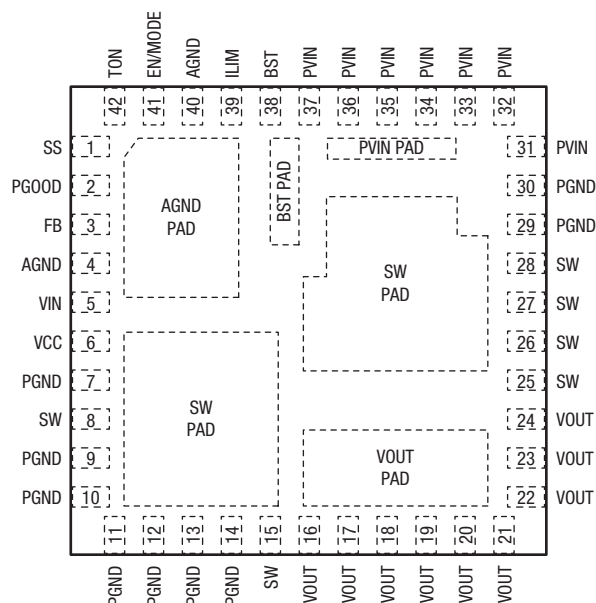 TON
EN/MODE
AGND
ILIM
BST
PVIN
PVIN
PVIN
PVIN
PVIN
PVIN
42
41
40
39
38
37
36
35
34
33
32
SS 1
PGOOD 2
FB 3
AGND 4
VIN 5
VCC 6
PGND 7
SW 8
PGND 9
PGND 10
AGND
PAD
BST PAD
PVIN PAD
SW
PAD
SW
PAD
VOUT
PAD
31 PVIN
30 PGND
29 PGND
28 SW
27 SW
26 SW
25 SW
24 VOUT
23 VOUT
22 VOUT
11
12
13
14
15
16
17
18
19
20
21
PGND
PGND
PGND
PGND
SW
VOUT
VOUT
VOUT
VOUT
VOUT
VOUT